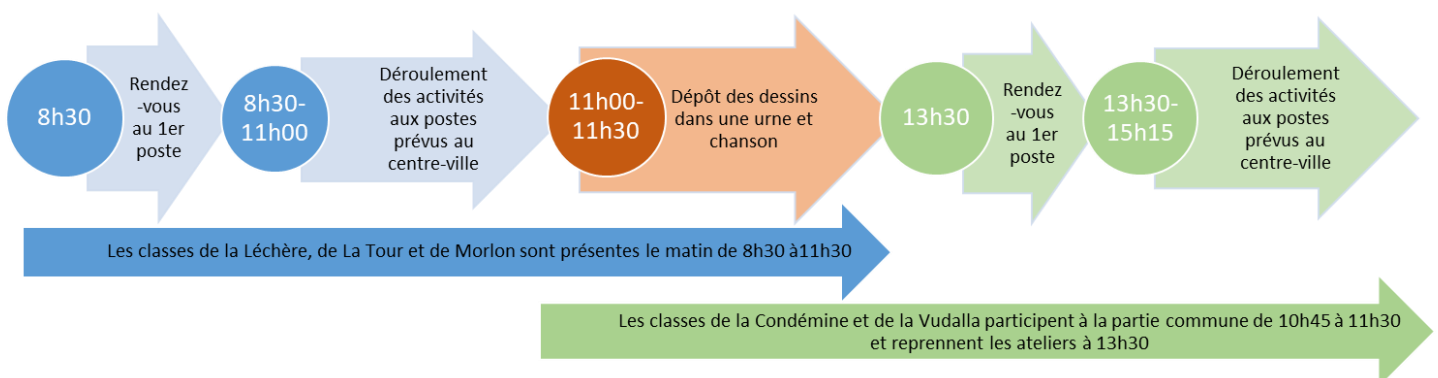 8h30
Rendez
-vous
au 1er
poste
8h30-
11h00
Déroulement
des activités
aux postes
prévus au
centre-ville
11h00-
11h30
Dépôt des dessins
dans une urne et
chanson
13h30
Rendez
-vous
au 1er
poste
13h30-
15h15
Déroulement
des activités
aux postes
prévus au
centre-ville
Les classes de la Léchère, de La Tour et de Morlon sont présentes le matin de 8h30 à11h30
Les classes de la Condémine et de la Vudalla participent à la partie commune de 10h45 à 11h30
et reprennent les ateliers à 13h30